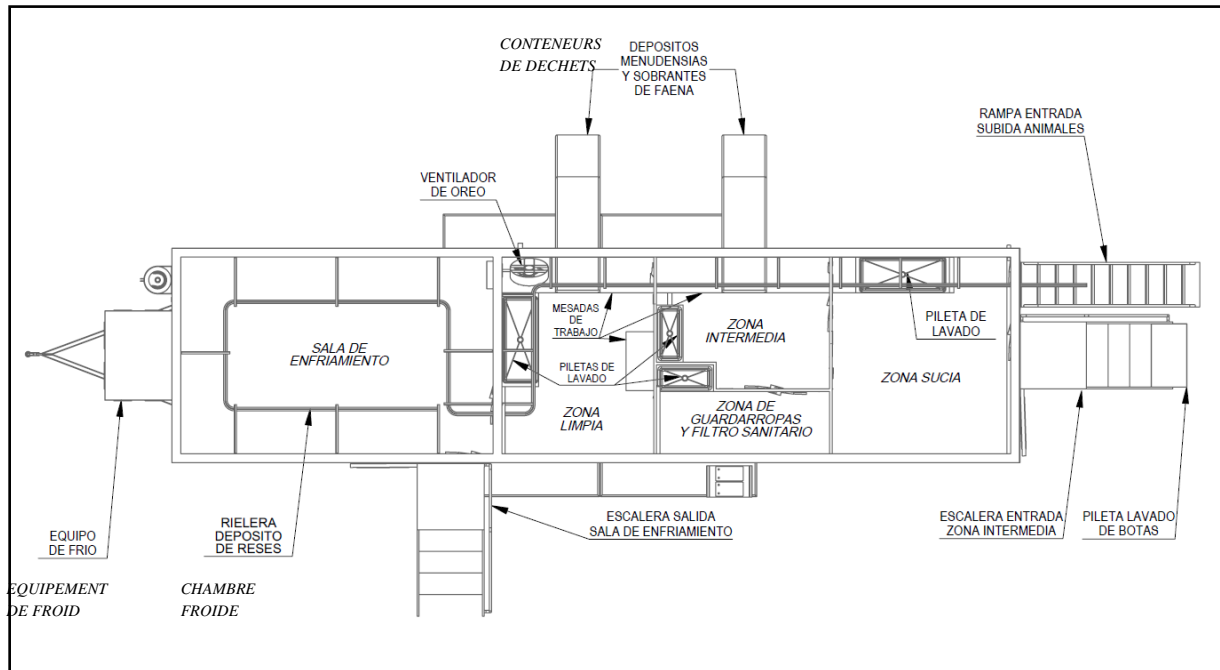 CONTENEURS
DE DECHETS
DEPOSITOS
MENUDENSIAS
Y SOBRANTES
DE FAENA
RAMPA ENTRADA
SUBIDA ANIMALES
VENTILADOR
DE OREO
MESADAS
DE
TRABAJO
ZONA
INTERMEDIA
PILETA DE
LAVADO
SALA DE
ENFRIAMIENTO
PILETAS DE
LAVADO
ZONA SUCIA
ZONA
LIMPIA
ZONA DE
GUARDARROPAS
Y FILTRO SANITARIO
EQUIPO
DE FRIO
RIELERA
DEPOSITO
DE RESES
ESCALERA SALIDA
SALA DE ENFRIAMIENTO
ESCALERA ENTRADA
ZONA INTERMEDIA
PILETA LAVADO
DE BOTAS
EQUIPEMENT
DE FROID
CHAMBRE
FROIDE